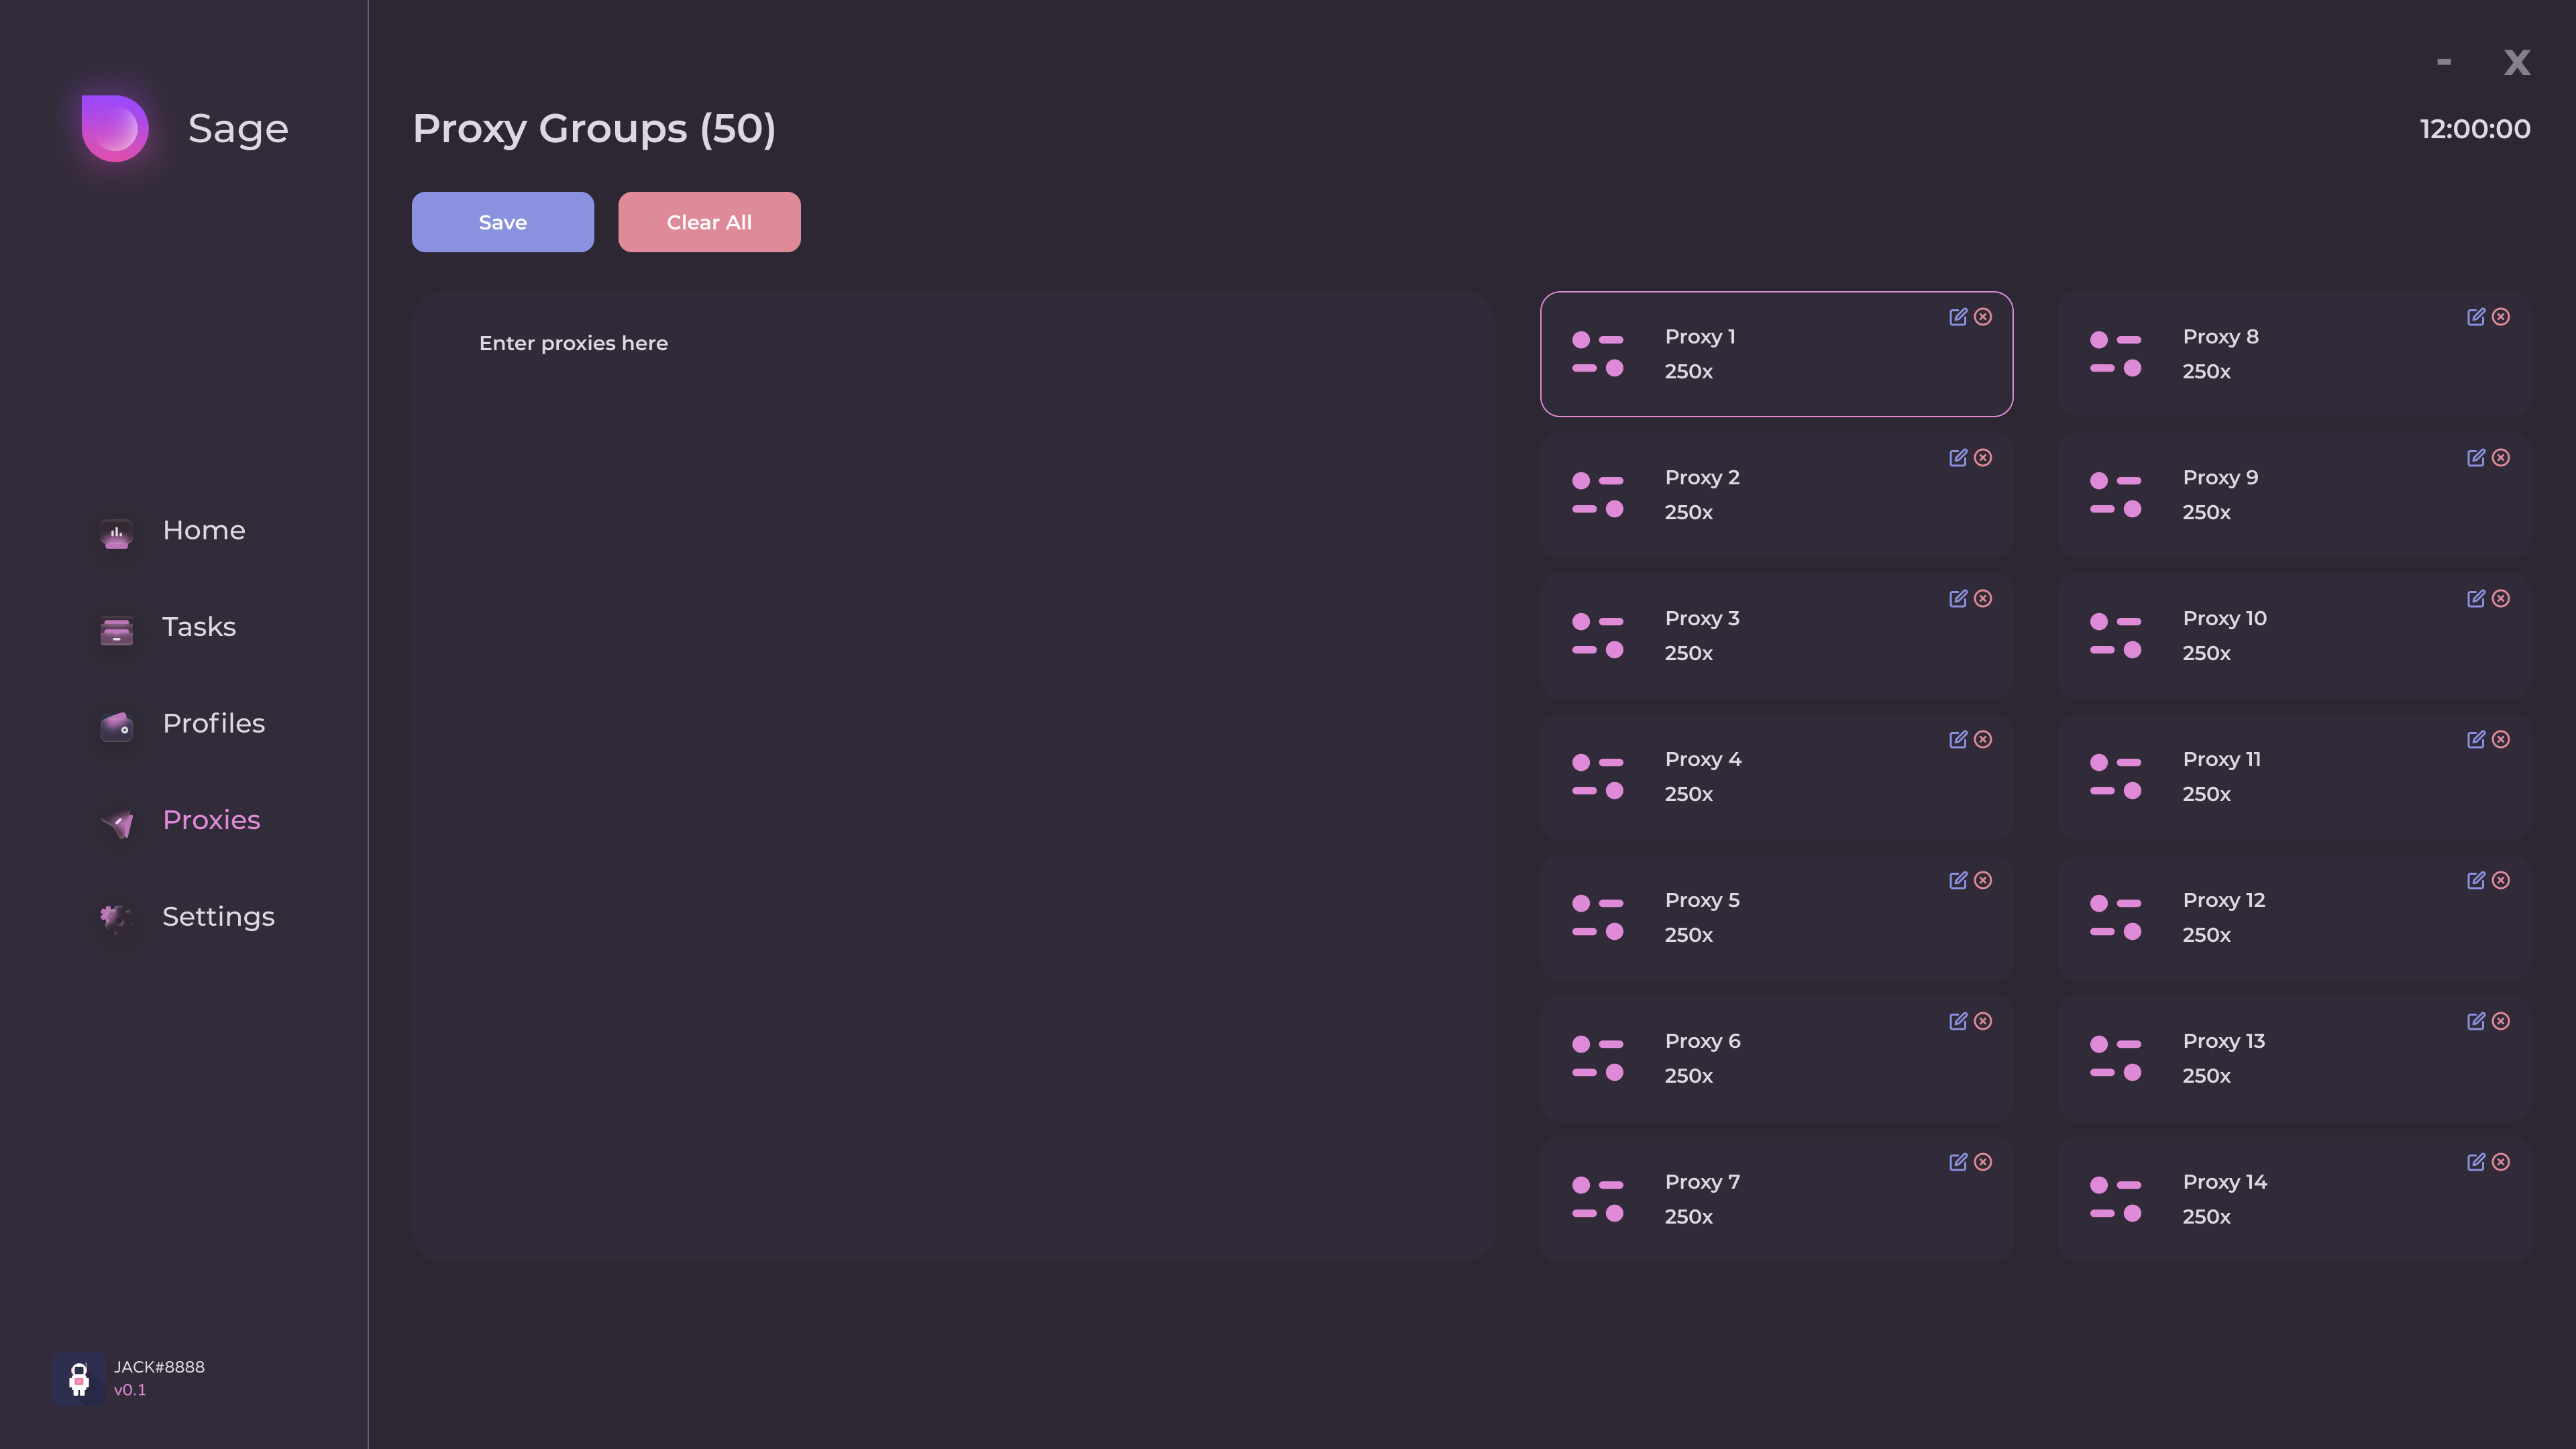 Sage
Home
Tasks
Profiles
Proxies
Settings
JACK#8888
v0.1
- X
Proxy Groups (50)
12:00:00
Save
Clear All
Enter proxies here
Proxy 1
250x
Proxy 2
250x
Proxy 3
250x
Proxy 4
250x
Proxy 5
250x
Proxy 6
250x
Proxy 7
250x
Proxy 8
250x
Proxy 9
250x
Proxy 10
250x
Proxy 11
250x
Proxy 12
250x
Proxy 13
250x
Proxy 14
250x